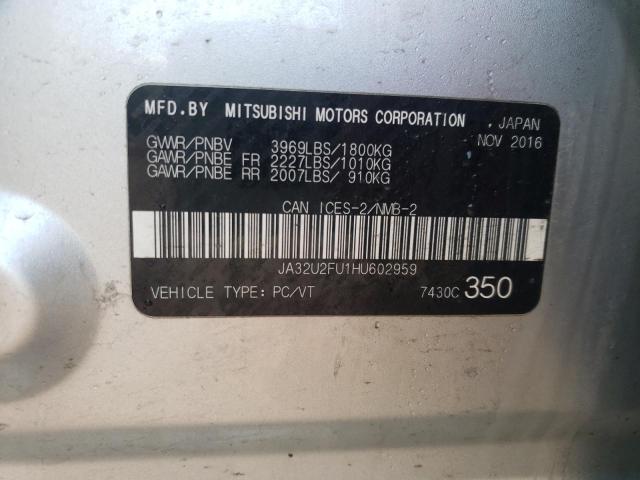 MFD.BY MITSUBISHI MOTORS CORPORATION , JAPAN
NOV 2016
GWWR/PNBV 3969LBS/1800KG
GAWR/PNBE FR 2227LBS/1010KG
GAWR/PNBE RR 2007LBS/ 910KG
CAN ICES-2/NMB-2
JA32U2FU1HU602959
VEHICLE TYPE: PC/VT 7430C 350